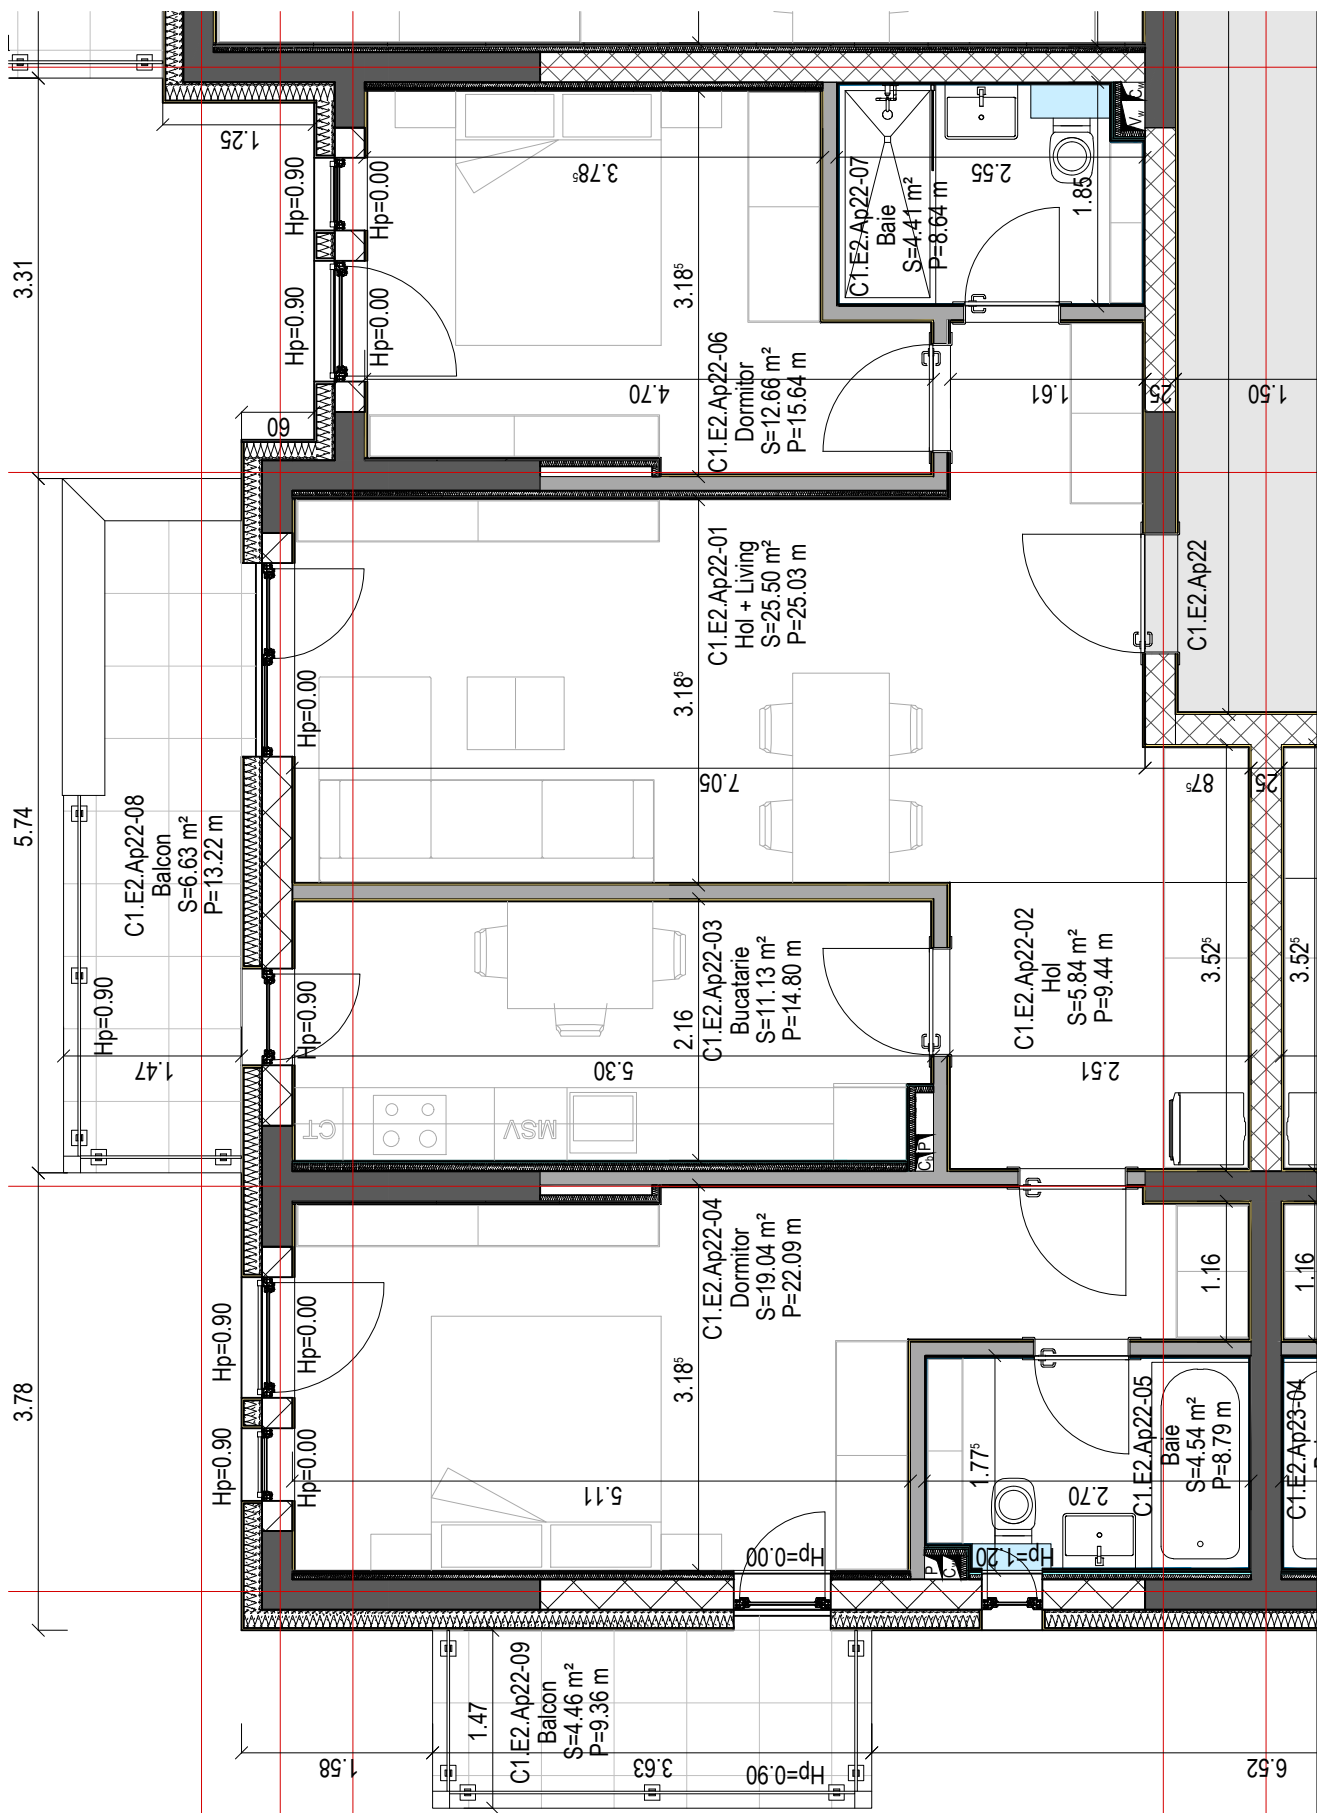 1.25
3.31
Hp=0.90
Hp=0.00
Hp=0.90
Hp=0.00
60
3.78⁵
3.18⁵
4.70
C1.E2.Ap22-06
Dormitor
S=12.66 m²
P=15.64 m
C1.E2.Ap22-07
Baie
S=4.41 m²
P=8.64 m
2.55
1.85
1.61
25
1.50
5.74
C1.E2.Ap22-08
Balcon
S=6.63 m²
P=13.22 m
Hp=0.90
1.47
Hp=0.00
C1.E2.Ap22-01
Hol + Living
S=25.50 m²
P=25.03 m
3.18⁵
7.05
C1.E2.Ap22
87⁵
25
Hp=0.90
C1.E2.Ap22-03
Bucatarie
S=11.13 m²
P=14.80 m
2.16
5.30
CT
MSV
C1.E2.Ap22-02
Hol
S=5.84 m²
P=9.44 m
3.52⁵
3.52⁵
2.51
3.78
Hp=0.90
Hp=0.00
Hp=0.90
Hp=0.00
C1.E2.Ap22-04
Dormitor
S=19.04 m²
P=22.09 m
3.18⁵
5.11
1.16
1.16
C1.E2.Ap22-05
Baie
S=4.54 m²
P=8.79 m
1.77⁵
2.70
C1.E2.Ap23-04
Hp=0.00
Hp=1.20
C1.E2.Ap22-09
Balcon
S=4.46 m²
P=9.36 m
1.47
1.58
3.63
Hp=0.90
6.52